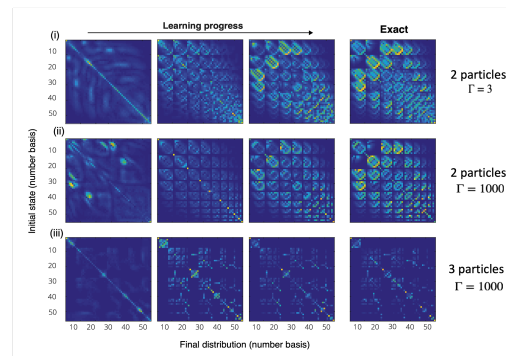 Learning progress
Exact
(i)
10
20
30
40
50
2 particles
Γ = 3
(ii)
10
20
30
40
50
2 particles
Γ = 1000
(iii)
10
20
30
40
50
3 particles
Γ = 1000
10 20 30 40 50 10 20 30 40 50 10 20 30 40 50 10 20 30 40 50
Initial state (number basis)
Final distribution (number basis)